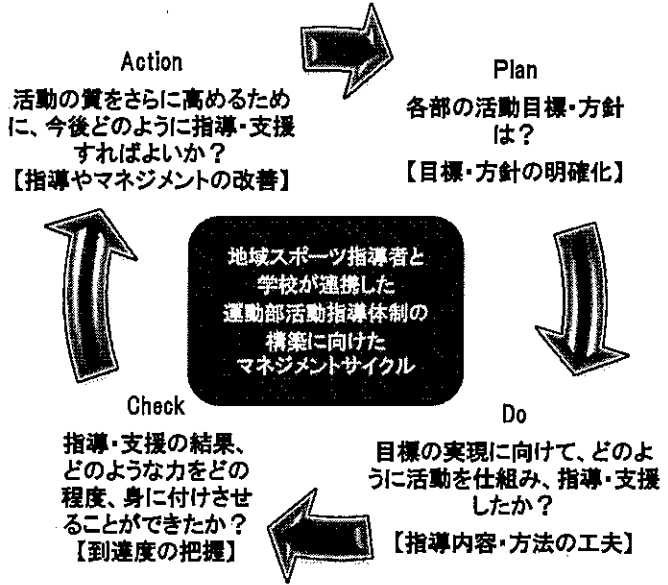 Action
活動の質をさらに高めるため
に、今後どのように指導・支援
すればよいか？
【指導やマネジメントの改善】
Plan
各部の活動目標・方針
は？
【目標・方針の明確化】
地域スポーツ指導者と
学校が連携した
運動部活動指導体制の
構築に向けた
マネジメントサイクル
Check
指導・支援の結果、
どのような力をどの
程度、身に付けさせ
ることができたか？
【到達度の把握】
Do
目標の実現に向けて、どのよ
うに活動を仕組み、指導・支援
したか？
【指導内容・方法の工夫】